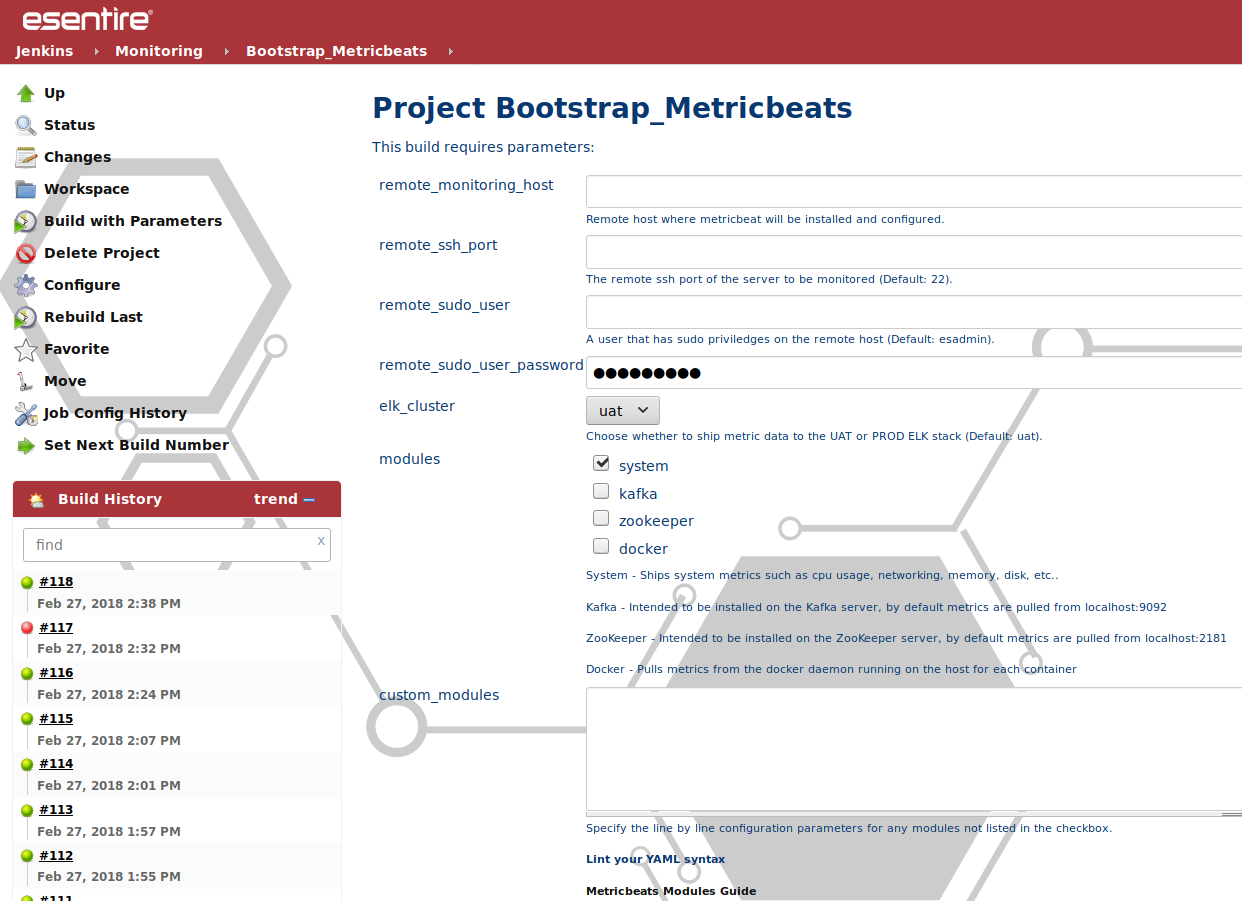 esentire®
Jenkins Monitoring Bootstrap_Metricbeats
Up
Status
Changes
Workspace
Build with Parameters
Delete Project
Configure
Rebuild Last
Favorite
Move
Job Config History
Set Next Build Number
Build History trend
find x
#118
Feb 27, 2018 2:38 PM
#117
Feb 27, 2018 2:32 PM
#116
Feb 27, 2018 2:24 PM
#115
Feb 27, 2018 2:07 PM
#114
Feb 27, 2018 2:01 PM
#113
Feb 27, 2018 1:57 PM
#112
Feb 27, 2018 1:55 PM
#111
Project Bootstrap_Metricbeats
This build requires parameters:
remote_monitoring_host
Remote host where metricbeat will be installed and configured.
remote_ssh_port
The remote ssh port of the server to be monitored (Default: 22).
remote_sudo_user
A user that has sudo priviledges on the remote host (Default: esadmin).
remote_sudo_user_password ●●●●●●●●●
elk_cluster uat
Choose whether to ship metric data to the UAT or PROD ELK stack (Default: uat).
modules
system
kafka
zookeeper
docker
System - Ships system metrics such as cpu usage, networking, memory, disk, etc..
Kafka - Intended to be installed on the Kafka server, by default metrics are pulled from localhost:9092
ZooKeeper - Intended to be installed on the ZooKeeper server, by default metrics are pulled from localhost:2181
Docker - Pulls metrics from the docker daemon running on the host for each container
custom_modules
Specify the line by line configuration parameters for any modules not listed in the checkbox.
Lint your YAML syntax
Metricbeats Modules Guide